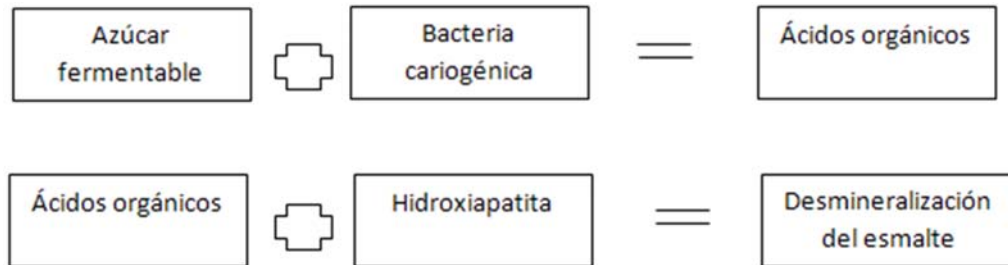 Azúcar
fermentable
Bacteria
cariogénica
Ácidos orgánicos
Ácidos orgánicos
Hidroxiapatita
Desmineralización
del esmalte